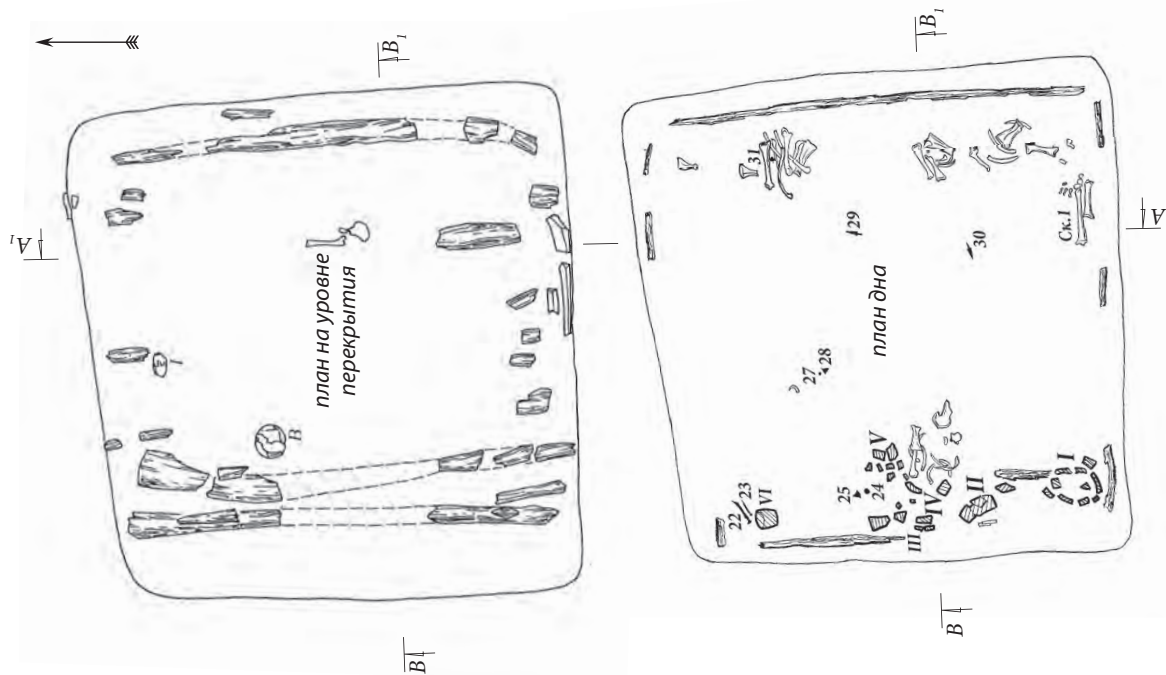 B₁
A₁
план на уровне
перекрытия
г
B
B
B₁
31
29
30
Ск.1
A
план дна
27
28
V
25
24
23
22
VI
IV
III
II
I
B